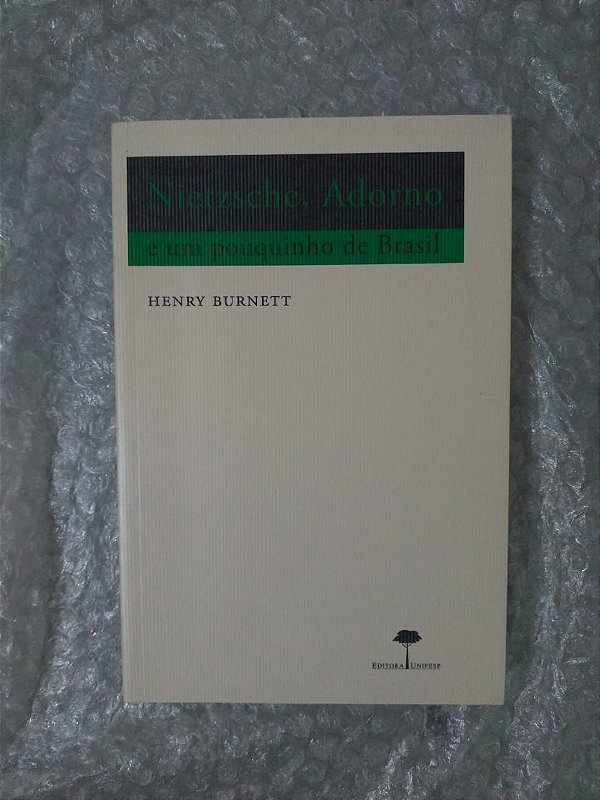 Nietzsche, Adorno
e um pouquinho de Brasil
HENRY BURNETT
EDITORA UNIFESP